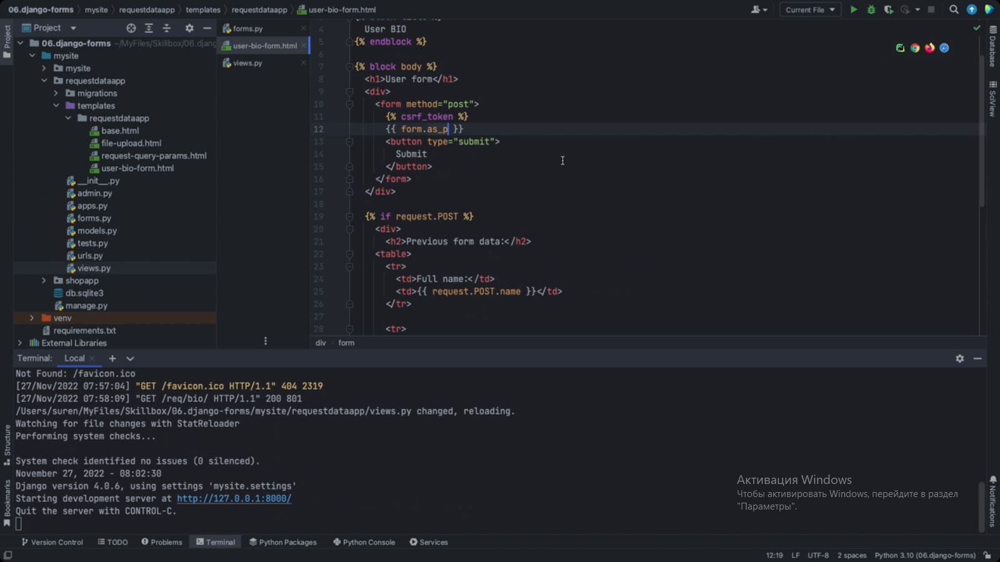 06.django-forms mysite requestdataapp templates requestdataapp user-bio-form.html
Current File
Project
06.django-forms ~/MyFiles/Skillbox/06.djang
mysite
mysite
requestdataapp
migrations
templates
requestdataapp
base.html
file-upload.html
request-query-params.html
user-bio-form.html
__init__.py
admin.py
apps.py
forms.py
models.py
tests.py
urls.py
views.py
shopapp
db.sqlite3
manage.py
venv
requirements.txt
External Libraries
forms.py
user-bio-form.html
views.py
4 User BIO
5 {% endblock %}
6
7 {% block body %}
8 <h1>User form</h1>
9 <div>
10 <form method="post">
11 {% csrf_token %}
12 {{ form.as_p }}
13 <button type="submit">
14 Submit
15 </button>
16 </form>
17 </div>
18
19 {% if request.POST %}
20 <div>
21 <h2>Previous form data:</h2>
22 <table>
23 <tr>
24 <td>Full name:</td>
25 <td>{{ request.POST.name }}</td>
26 </tr>
27
28 <tr>
div form
Project
Structure
Bookmarks
Database
SciView
Notifications
Terminal: Local
Not Found: /favicon.ico
[27/Nov/2022 07:57:04] "GET /favicon.ico HTTP/1.1" 404 2319
[27/Nov/2022 07:58:09] "GET /req/bio/ HTTP/1.1" 200 801
/Users/suren/MyFiles/Skillbox/06.django-forms/mysite/requestdataapp/views.py changed, reloading.
Watching for file changes with StatReloader
Performing system checks...
System check identified no issues (0 silenced).
November 27, 2022 - 08:02:30
Django version 4.0.6, using settings 'mysite.settings'
Starting development server at http://127.0.0.1:8000/
Quit the server with CONTROL-C.
Активация Windows
Чтобы активировать Windows, перейдите в раздел
"Параметры".
Version Control TODO Problems Terminal Python Packages Python Console Services
12:19 LF UTF-8 2 spaces Python 3.10 (06.django-forms)